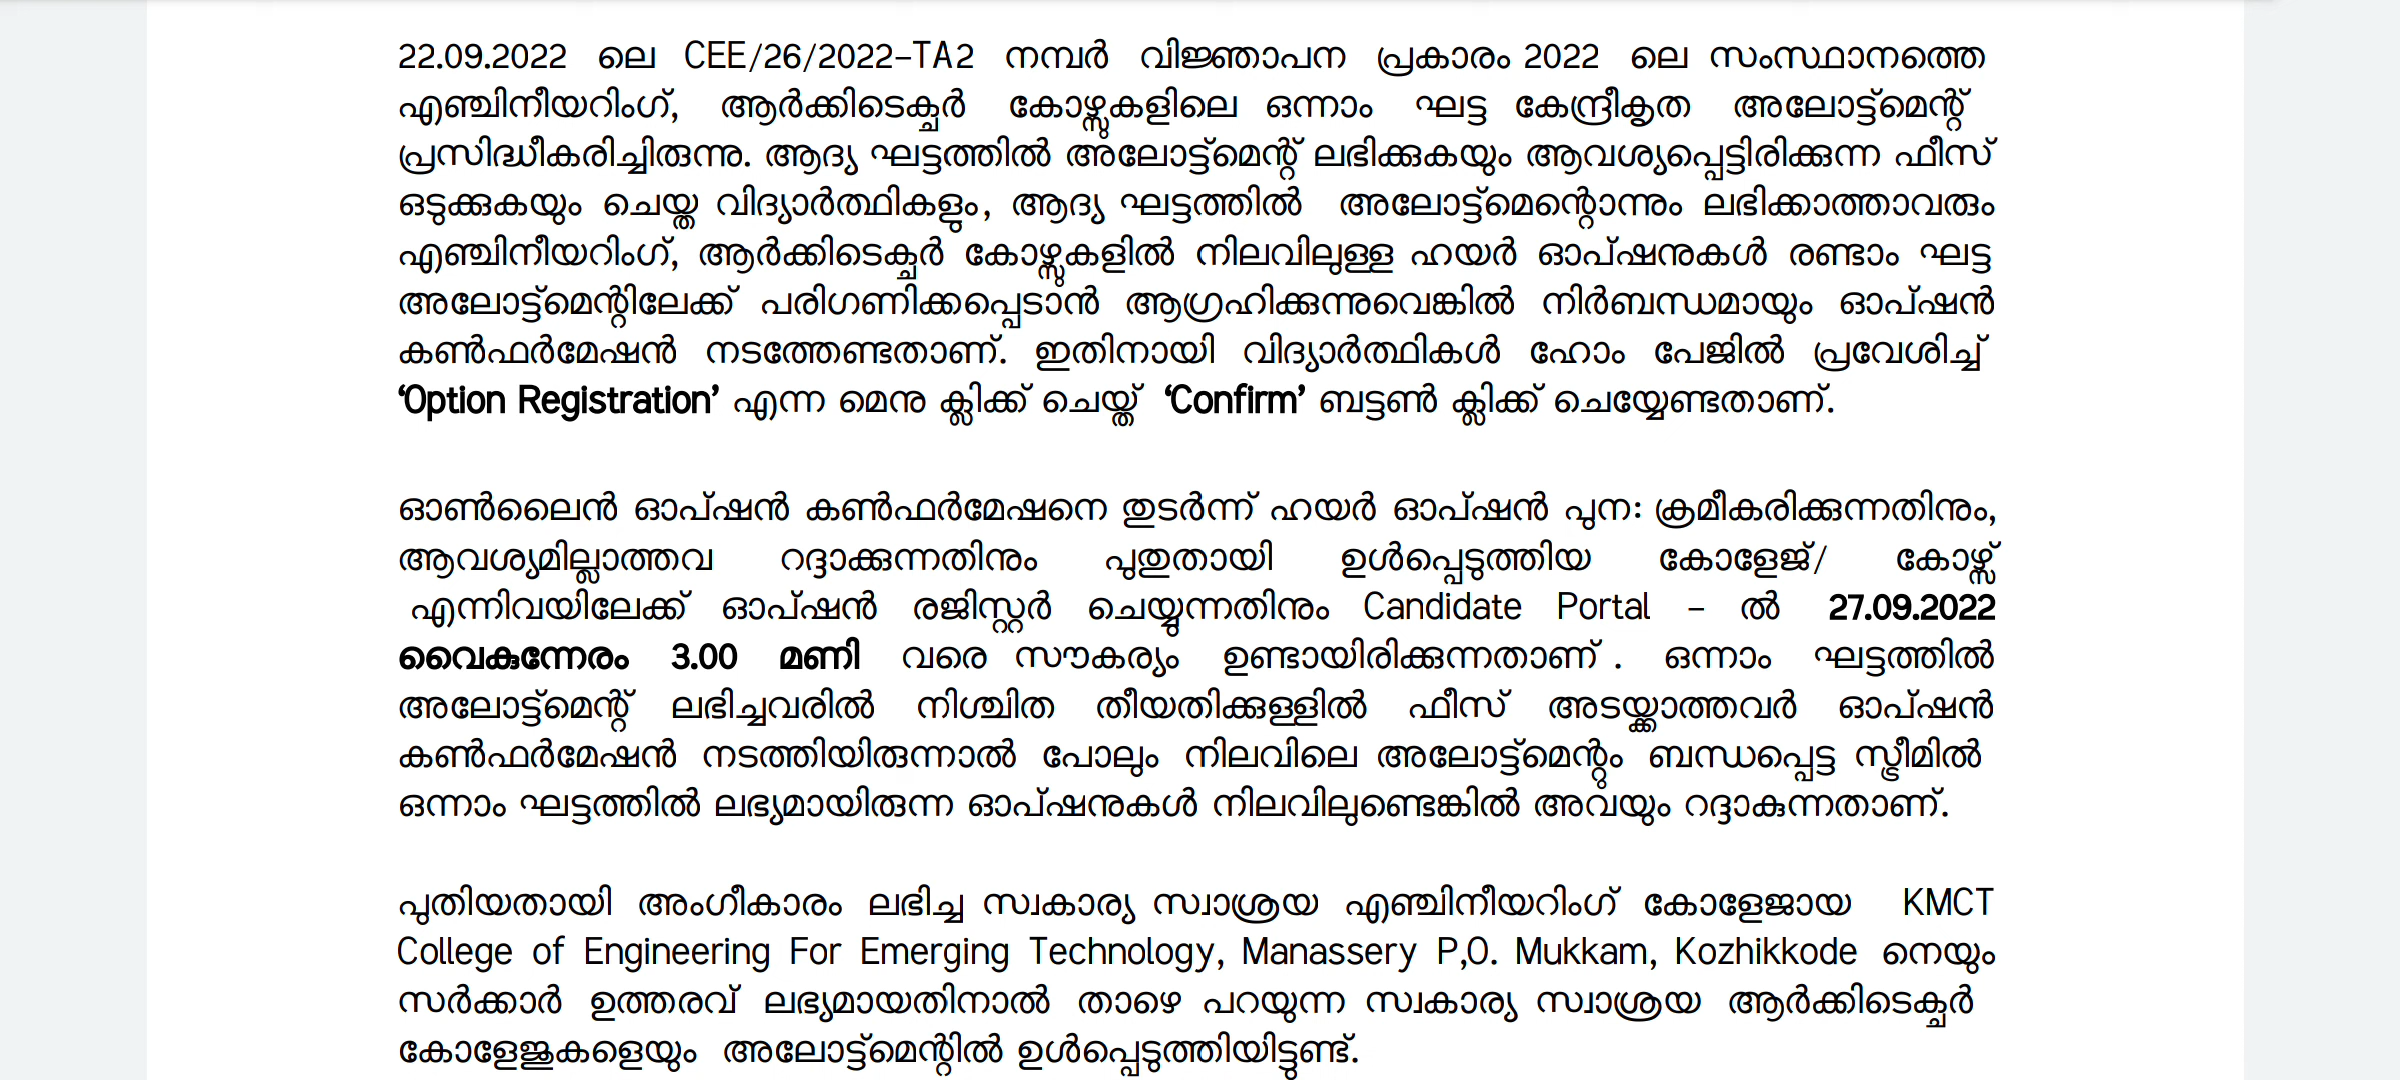 22.09.2022 ലെ CEE/26/2022–TA2 നമ്പർ വിജ്ഞാപന പ്രകാരം 2022 ലെ സംസ്ഥാനത്തെ
എഞ്ചിനീയറിംഗ്, ആർക്കിടെക്ചർ കോഴ്സുകളിലെ ഒന്നാം ഘട്ട കേന്ദ്രീകൃത അലോട്ട്മെന്റ്
പ്രസിദ്ധീകരിച്ചിരുന്നു. ആദ്യ ഘട്ടത്തിൽ അലോട്ട്മെന്റ് ലഭിക്കുകയും ആവശ്യപ്പെട്ടിരിക്കുന്ന ഫീസ്
ഒടുക്കുകയും ചെയ്ത വിദ്യാർത്ഥികളും, ആദ്യ ഘട്ടത്തിൽ അലോട്ട്മെന്റൊന്നും ലഭിക്കാത്താവരും
എഞ്ചിനീയറിംഗ്, ആർക്കിടെക്ചർ കോഴ്സുകളിൽ നിലവിലുള്ള ഹയർ ഓപ്ഷനുകൾ രണ്ടാം ഘട്ട
അലോട്ട്മെന്റിലേക്ക് പരിഗണിക്കപ്പെടാൻ ആഗ്രഹിക്കുന്നുവെങ്കിൽ നിർബന്ധമായും ഓപ്ഷൻ
കൺഫർമേഷൻ നടത്തേണ്ടതാണ്. ഇതിനായി വിദ്യാർത്ഥികൾ ഹോം പേജിൽ പ്രവേശിച്ച്
‘Option Registration’ എന്ന മെനു ക്ലിക്ക് ചെയ്ത് ‘Confirm’ ബട്ടൺ ക്ലിക്ക് ചെയ്യേണ്ടതാണ്.
ഓൺലൈൻ ഓപ്ഷൻ കൺഫർമേഷനെ തുടർന്ന് ഹയർ ഓപ്ഷൻ പുനഃ ക്രമീകരിക്കുന്നതിനും,
ആവശ്യമില്ലാത്തവ റദ്ദാക്കുന്നതിനും പുതുതായി ഉൾപ്പെടുത്തിയ കോളേജ്/ കോഴ്സ്
എന്നിവയിലേക്ക് ഓപ്ഷൻ രജിസ്റ്റർ ചെയ്യുന്നതിനും Candidate Portal – ൽ 27.09.2022
വൈകുന്നേരം 3.00 മണി വരെ സൗകര്യം ഉണ്ടായിരിക്കുന്നതാണ് . ഒന്നാം ഘട്ടത്തിൽ
അലോട്ട്മെന്റ് ലഭിച്ചവരിൽ നിശ്ചിത തീയതിക്കുള്ളിൽ ഫീസ് അടയ്ക്കാത്തവർ ഓപ്ഷൻ
കൺഫർമേഷൻ നടത്തിയിരുന്നാൽ പോലും നിലവിലെ അലോട്ട്മെന്റും ബന്ധപ്പെട്ട സ്ട്രീമിൽ
ഒന്നാം ഘട്ടത്തിൽ ലഭ്യമായിരുന്ന ഓപ്ഷനുകൾ നിലവിലുണ്ടെങ്കിൽ അവയും റദ്ദാകുന്നതാണ്.
പുതിയതായി അംഗീകാരം ലഭിച്ച സ്വകാര്യ സ്വാശ്രയ എഞ്ചിനീയറിംഗ് കോളേജായ KMCT
College of Engineering For Emerging Technology, Manassery P,O. Mukkam, Kozhikkode നെയും
സർക്കാർ ഉത്തരവ് ലഭ്യമായതിനാൽ താഴെ പറയുന്ന സ്വകാര്യ സ്വാശ്രയ ആർക്കിടെക്ചർ
കോളേജുകളെയും അലോട്ട്മെന്റിൽ ഉൾപ്പെടുത്തിയിട്ടുണ്ട്.